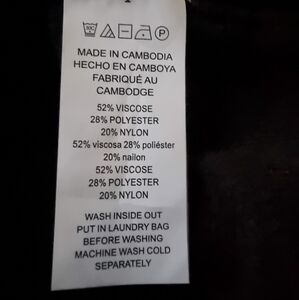 MADE IN CAMBODIA
HECHO EN CAMBOYA
FABRIQUÉ AU
CAMBODGE
52% VISCOSE
28% POLYESTER
20% NYLON
52% viscosa 28% poliéster
20% nailon
52% VISCOSE
28% POLYESTER
20% NYLON
WASH INSIDE OUT
PUT IN LAUNDRY BAG
BEFORE WASHING
MACHINE WASH COLD
SEPARATELY